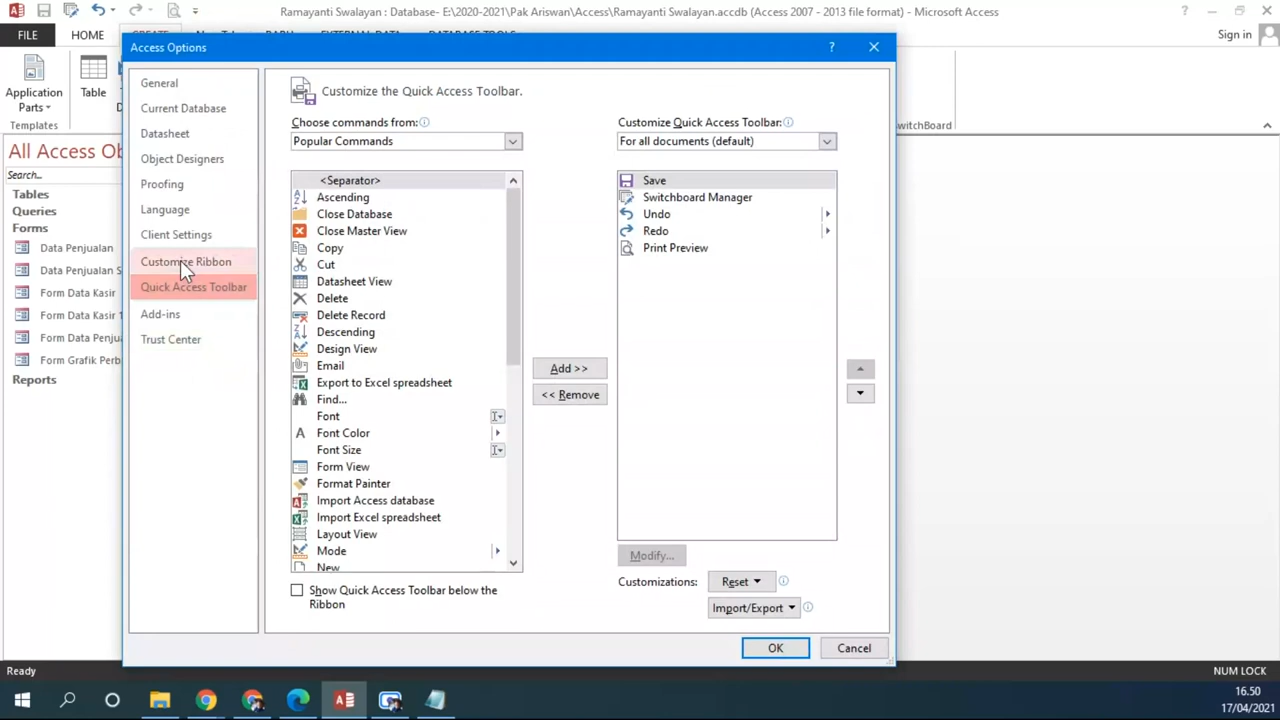 Ramayanti Swalayan : Database- E:\2020-2021\Pak Ariswan\Access\Ramayanti Swalayan.accdb (Access 2007 - 2013 file format) - Microsoft Access
FILE
HOME
Sign in
Access Options
Application
Parts
Table
Templates
SwitchBoard
All Access Ob
Search...
Tables
Queries
Forms
Data Penjualan
Data Penjualan S
Form Data Kasir
Form Data Kasir 1
Form Data Penju
Form Grafik Perb
Reports
General
Current Database
Datasheet
Object Designers
Proofing
Language
Client Settings
Customize Ribbon
Quick Access Toolbar
Add-ins
Trust Center
Customize the Quick Access Toolbar.
Choose commands from:
Popular Commands
<Separator>
Ascending
Close Database
Close Master View
Copy
Cut
Datasheet View
Delete
Delete Record
Descending
Design View
Email
Export to Excel spreadsheet
Find...
Font
Font Color
Font Size
Form View
Format Painter
Import Access database
Import Excel spreadsheet
Layout View
Mode
New
Show Quick Access Toolbar below the
Ribbon
Add >>
<< Remove
Customize Quick Access Toolbar:
For all documents (default)
Save
Switchboard Manager
Undo
Redo
Print Preview
Modify...
Customizations:
Reset
Import/Export
OK
Cancel
Ready
NUM LOCK
16.50
17/04/2021